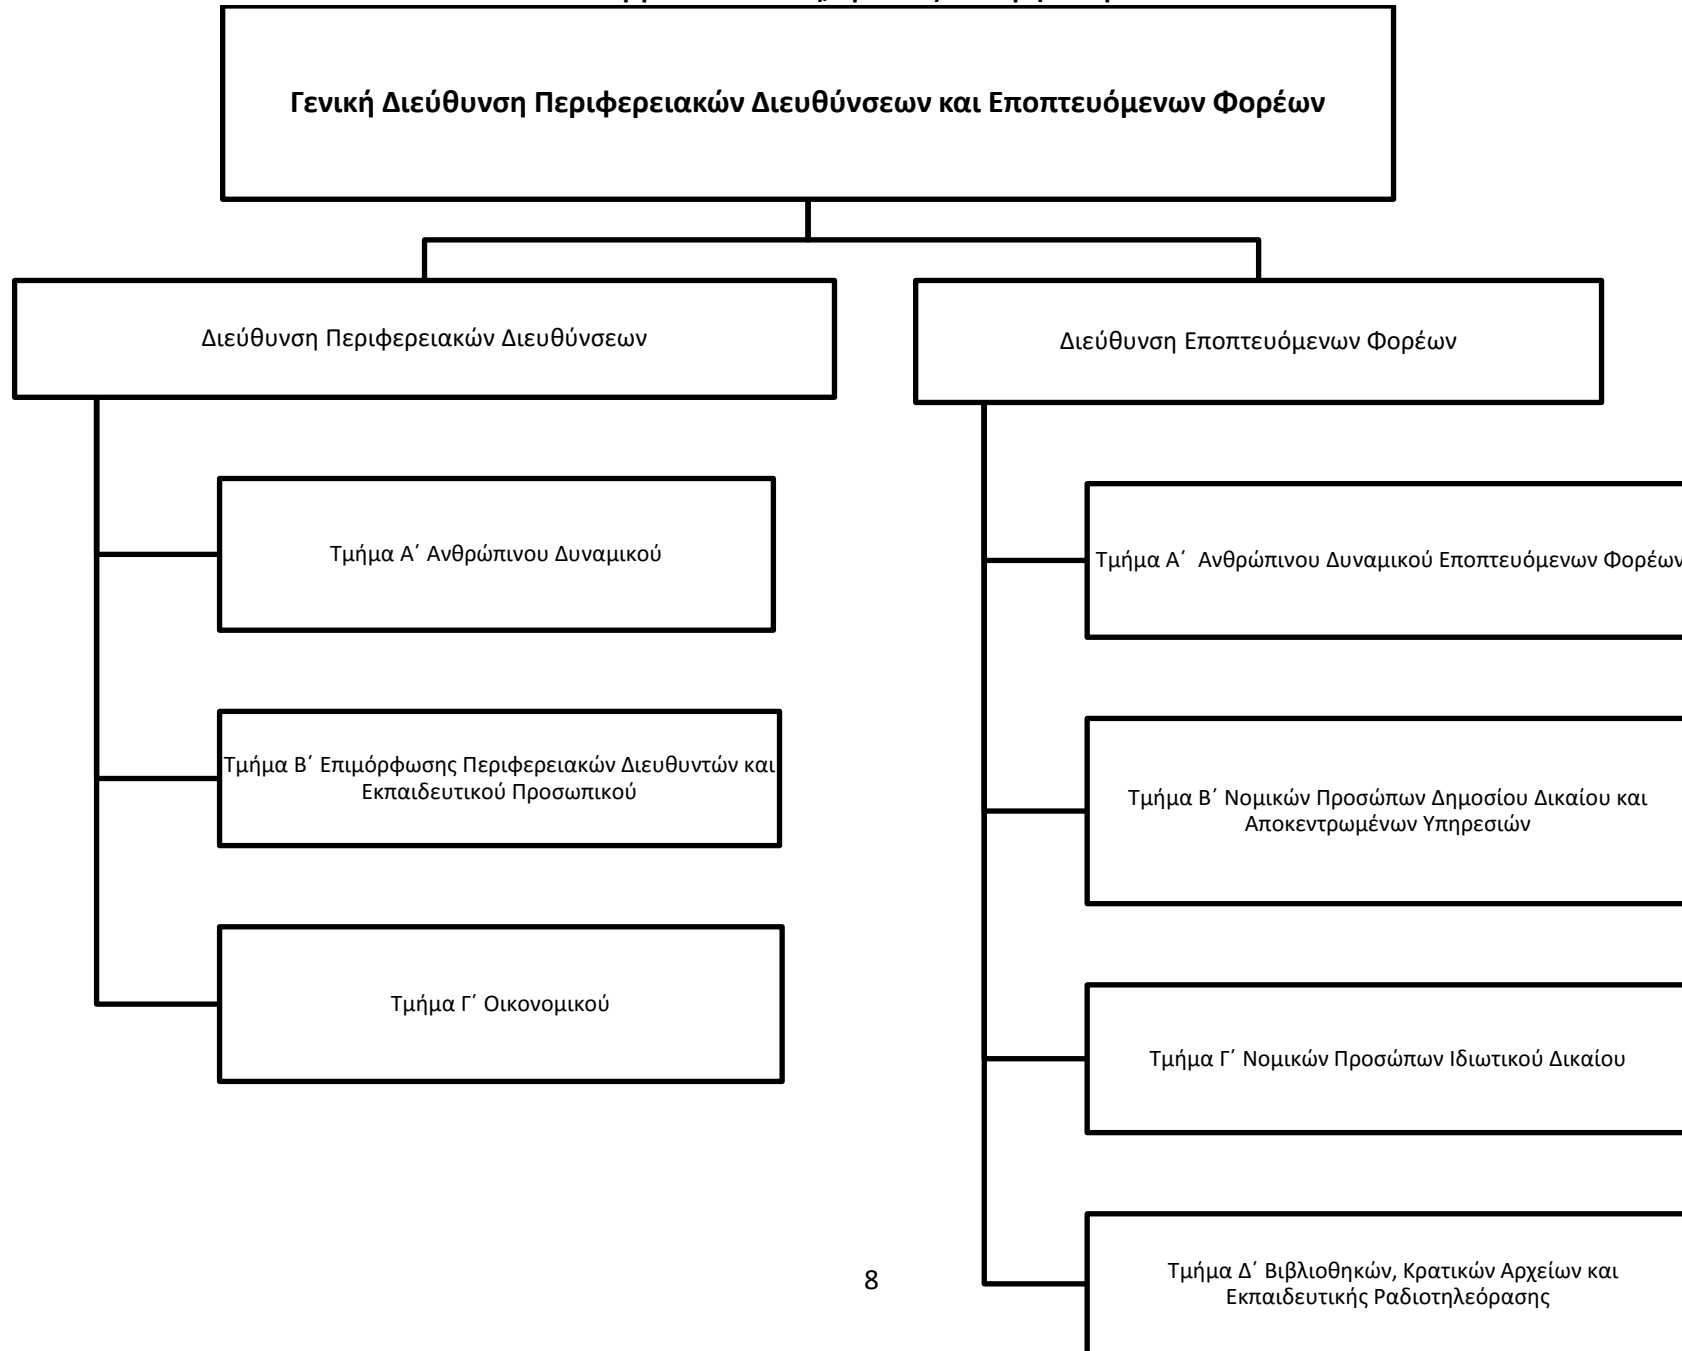 Γενική Διεύθυνση Περιφερειακών Διευθύνσεων και Εποπτευόμενων Φορέων
Διεύθυνση Περιφερειακών Διευθύνσεων
Διεύθυνση Εποπτευόμενων Φορέων
Τμήμα Α΄ Ανθρώπινου Δυναμικού
Τμήμα Β΄ Επιμόρφωσης Περιφερειακών Διευθυντών και
Εκπαιδευτικού Προσωπικού
Τμήμα Γ΄ Οικονομικού
Τμήμα Α΄ Ανθρώπινου Δυναμικού Εποπτευόμενων Φορέων
Τμήμα Β΄ Νομικών Προσώπων Δημοσίου Δικαίου και
Αποκεντρωμένων Υπηρεσιών
Τμήμα Γ΄ Νομικών Προσώπων Ιδιωτικού Δικαίου
Τμήμα Δ΄ Βιβλιοθηκών, Κρατικών Αρχείων και
Εκπαιδευτικής Ραδιοτηλεόρασης
8